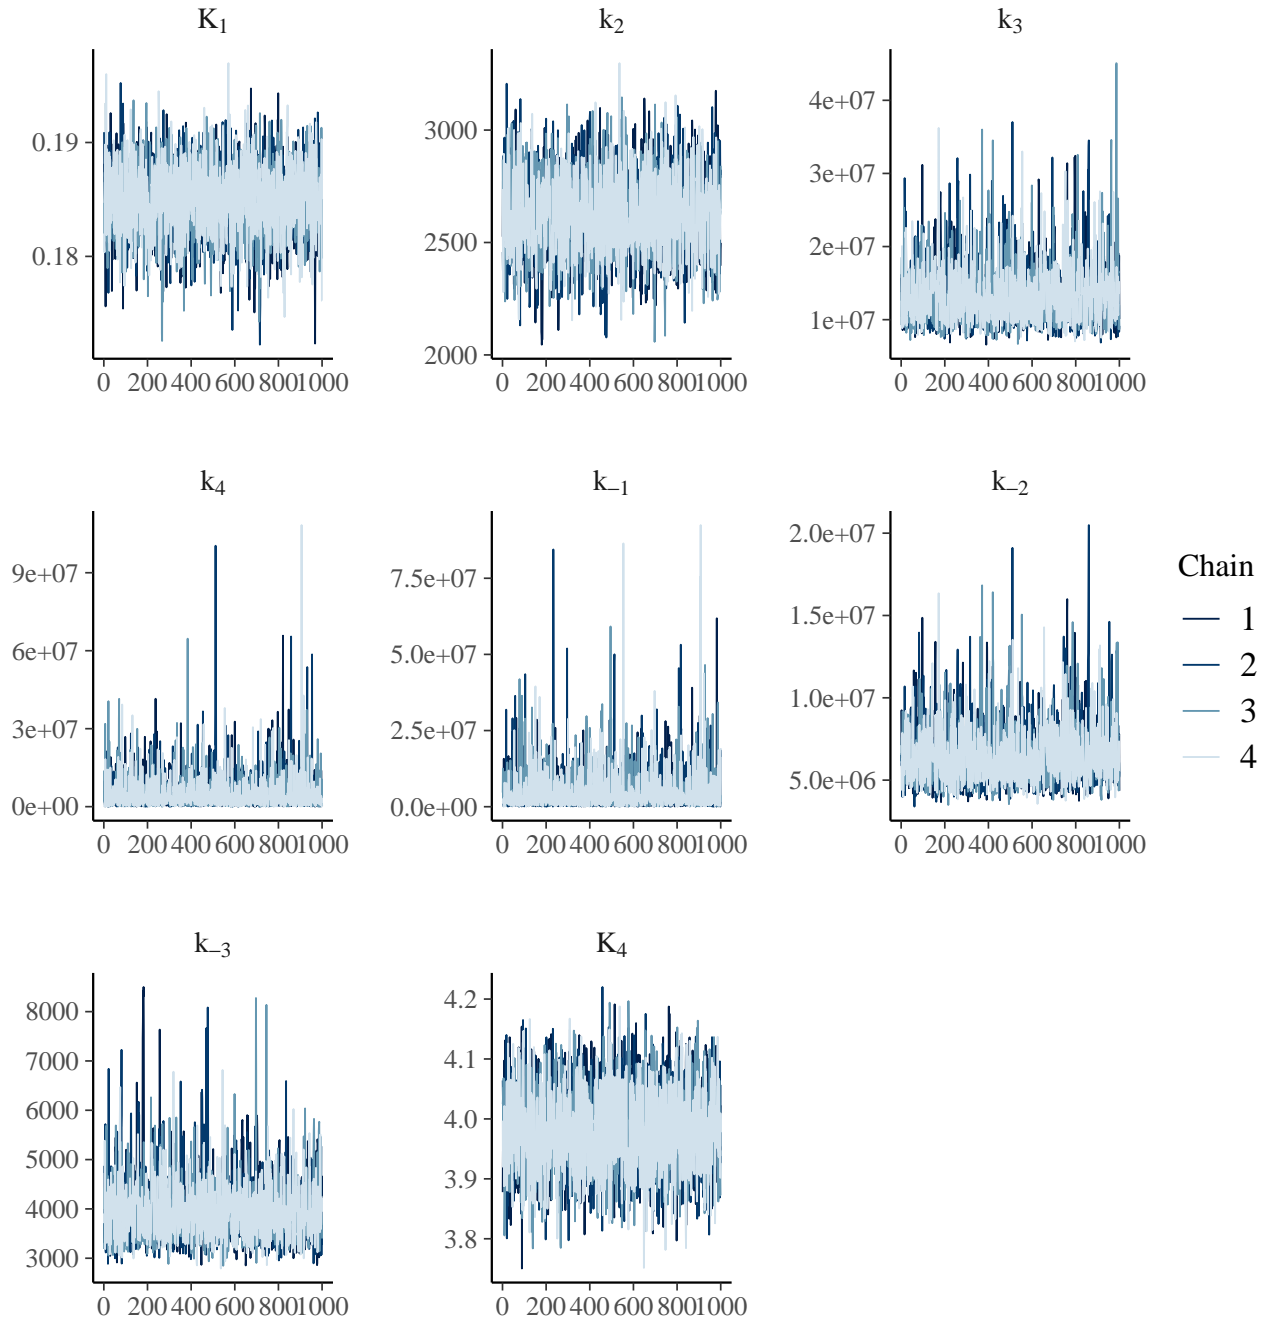 K1 k2 k3
0.19
0.18
0 200 400 600 800 1000
3000
2500
2000
0 200 400 600 800 1000
4e+07
3e+07
2e+07
1e+07
0 200 400 600 800 1000
k4 k−1 k−2
9e+07
6e+07
3e+07
0e+00
0 200 400 600 800 1000
7.5e+07
5.0e+07
2.5e+07
0.0e+00
0 200 400 600 800 1000
2.0e+07
1.5e+07
1.0e+07
5.0e+06
0 200 400 600 800 1000
Chain
1
2
3
4
k−3 K4
8000
7000
6000
5000
4000
3000
0 200 400 600 800 1000
4.2
4.1
4.0
3.9
3.8
0 200 400 600 800 1000